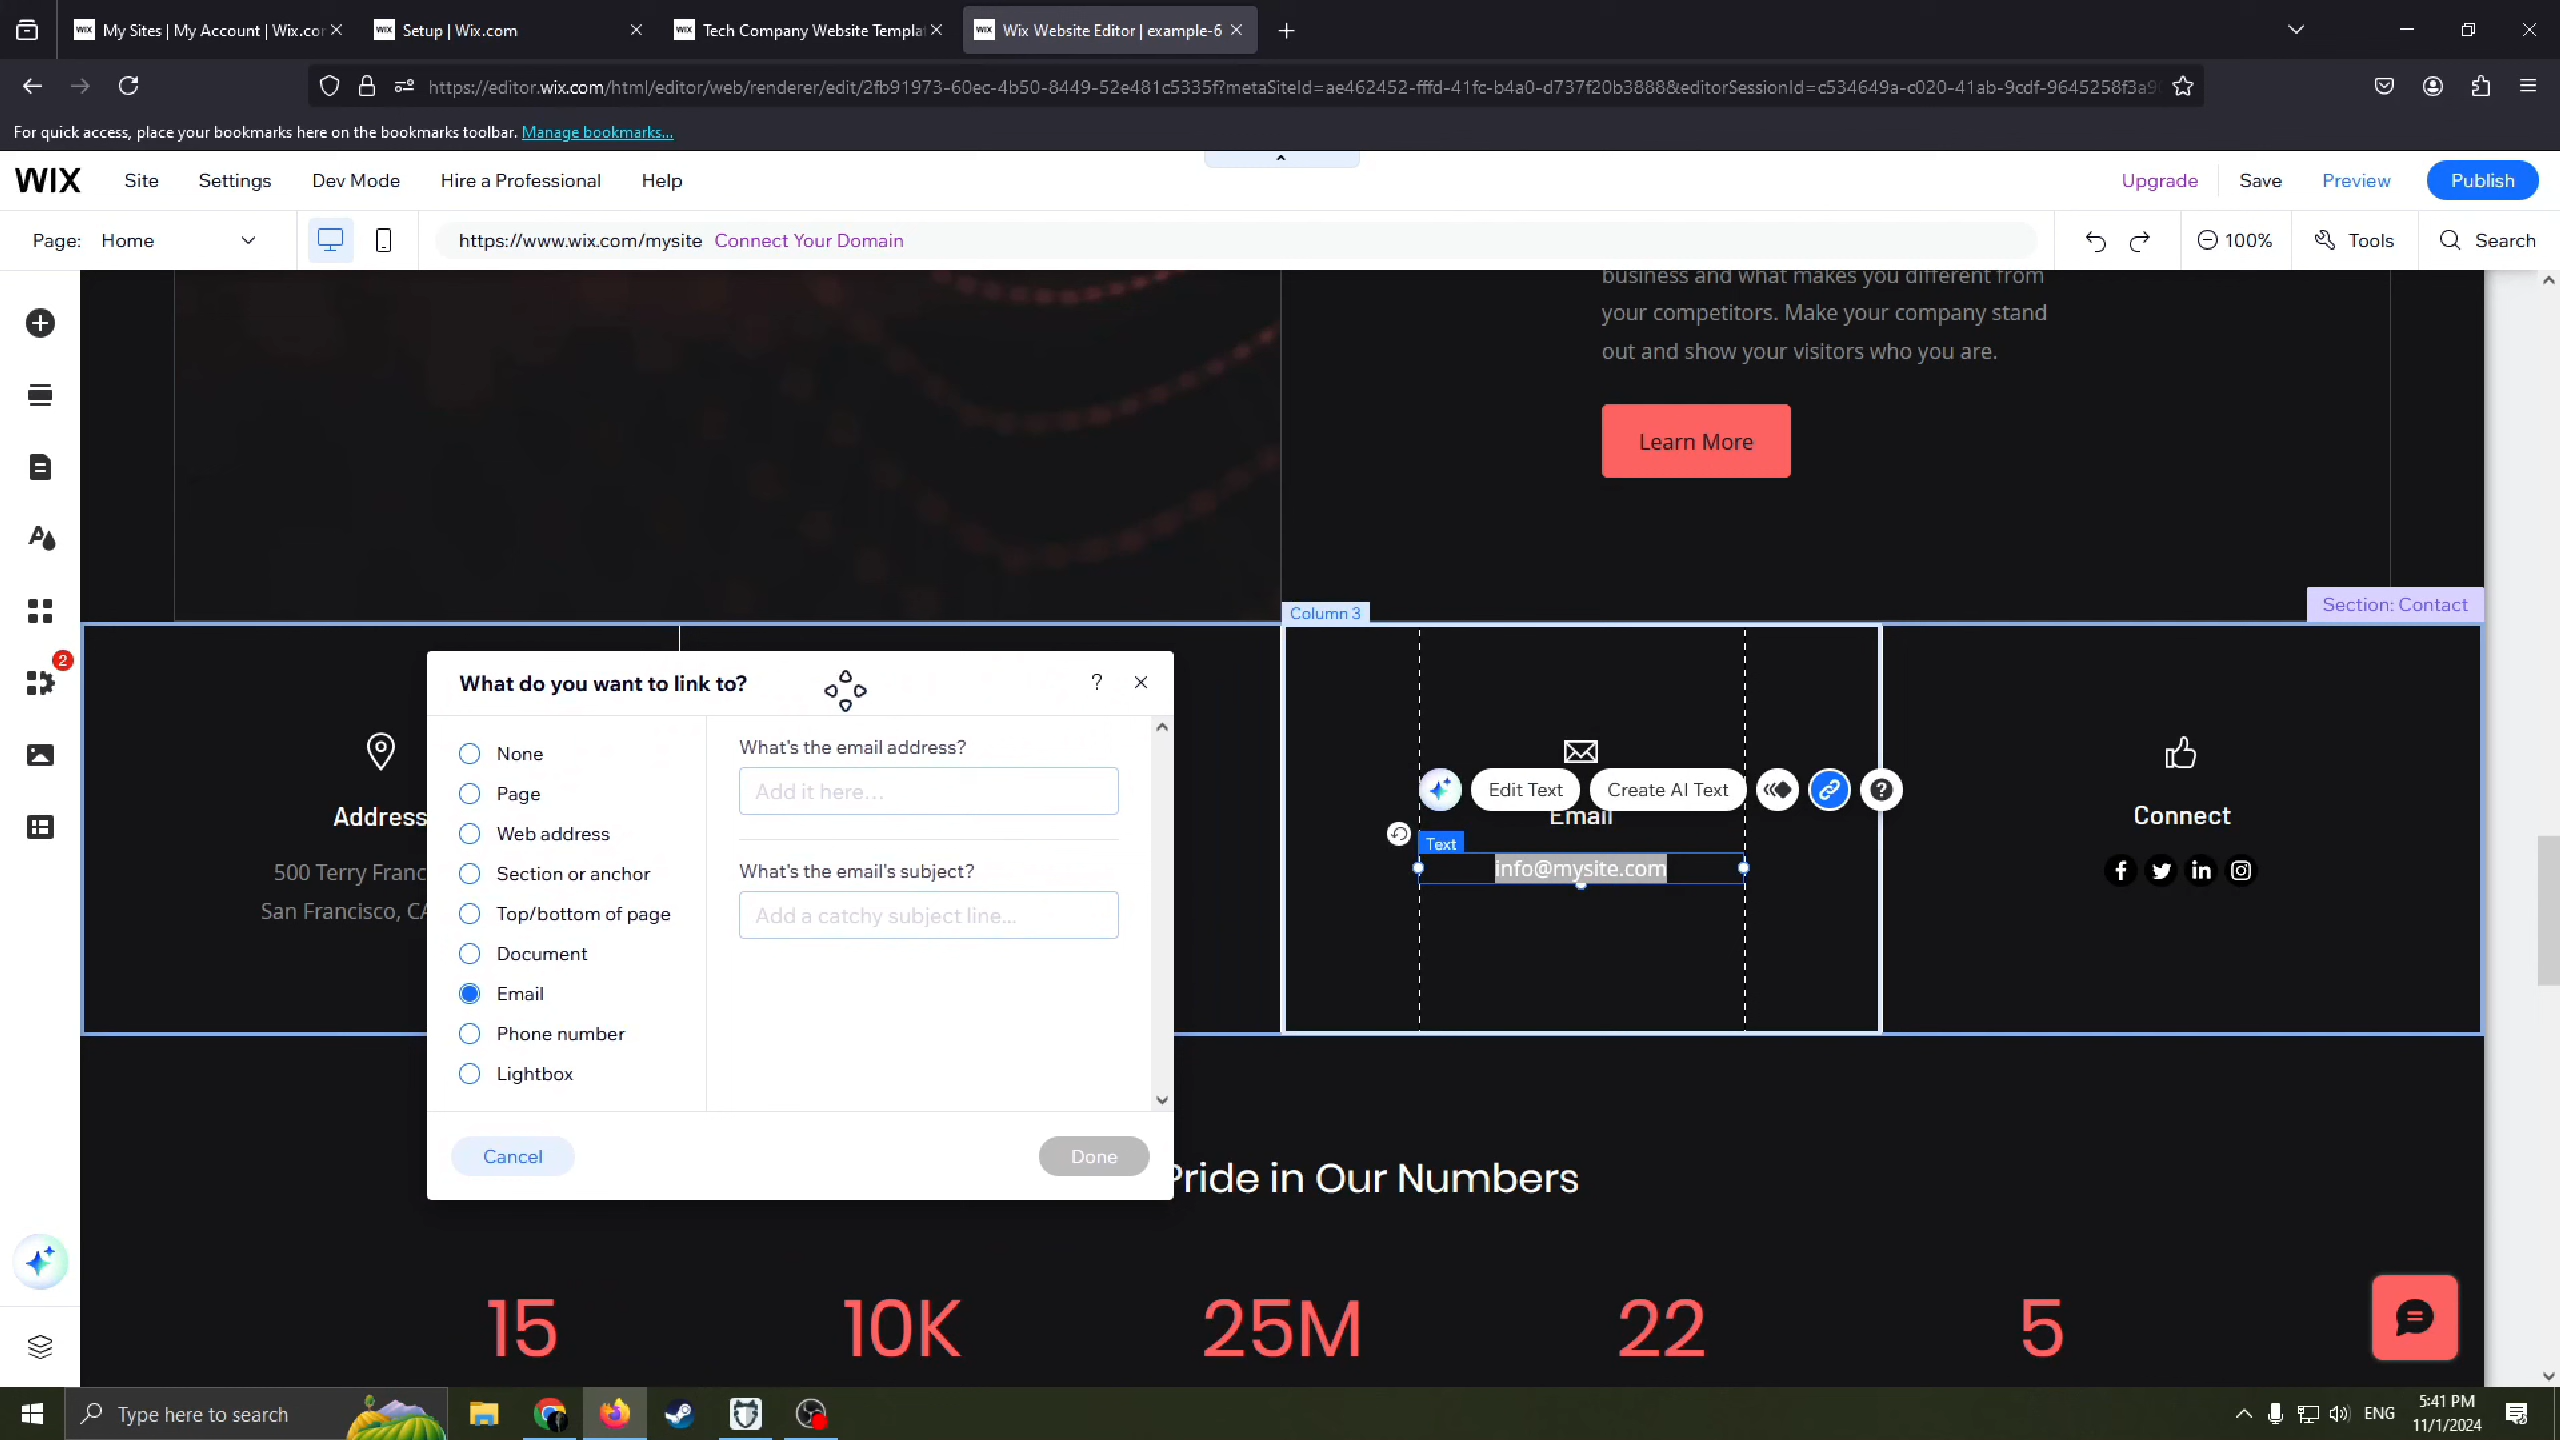 My Sites | My Account | Wix.co
Setup | Wix.com
Tech Company Website Templa
Wix Website Editor | example-6
https://editor.wix.com/html/editor/web/renderer/edit/2fb91973-60ec-4b50-8449-52e481c5335f?metaSiteId=ae462452-fffd-41fc-b4a0-d737f20b3888&editorSessionId=c534649a-c020-41ab-9cdf-9645258f3a9
For quick access, place your bookmarks here on the bookmarks toolbar. Manage bookmarks...
WIX Site Settings Dev Mode Hire a Professional Help Upgrade Save Preview Publish
Page: Home https://www.wix.com/mysite Connect Your Domain 100% Tools Search
business and what makes you different from
your competitors. Make your company stand
out and show your visitors who you are.
Learn More
Section: Contact
Column 3
2
What do you want to link to? ?
None
Page
Web address
Section or anchor
Top/bottom of page
Document
Email
Phone number
Lightbox
What's the email address?
Add it here...
What's the email's subject?
Add a catchy subject line...
Cancel
Done
Address
500 Terry Franc
San Francisco, CA
Edit Text
Create AI Text
?
Email
Text
info@mysite.com
Connect
Pride in Our Numbers
15 10K 25M 22 5
Type here to search
ENG
5:41 PM
11/1/2024